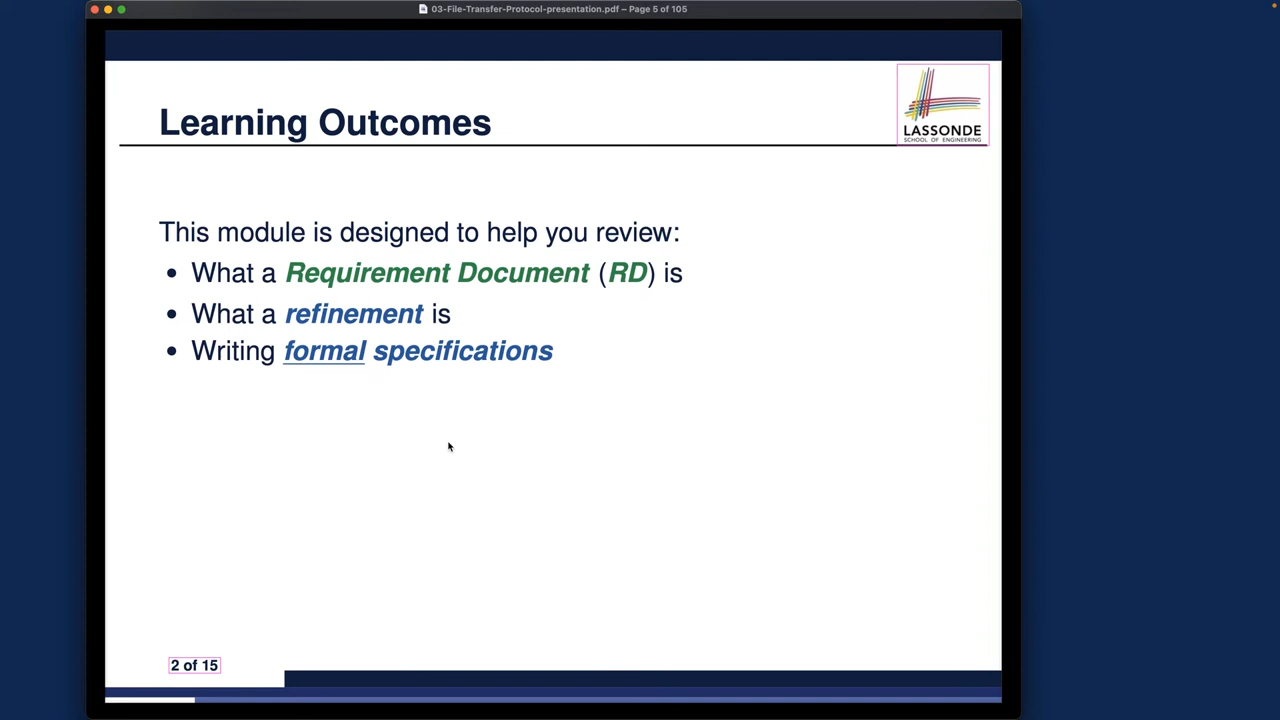 03-File-Transfer-Protocol-presentation.pdf – Page 5 of 105
LASSONDE
SCHOOL OF ENGINEERING
Learning Outcomes
This module is designed to help you review:
• What a Requirement Document (RD) is
• What a refinement is
• Writing formal specifications
2 of 15